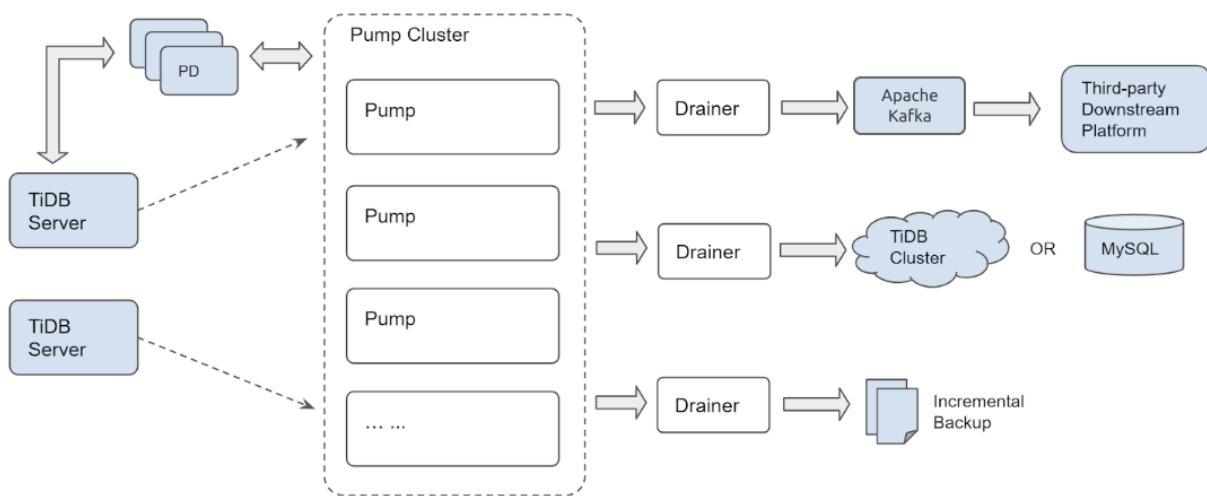 Pump Cluster
PD
Pump
Drainer
Apache
Kafka
Third-party
Downstream
Platform
TiDB
Server
Pump
Drainer
TiDB
Cluster
OR
MySQL
TiDB
Server
Pump
Drainer
Incremental
Backup
... ...